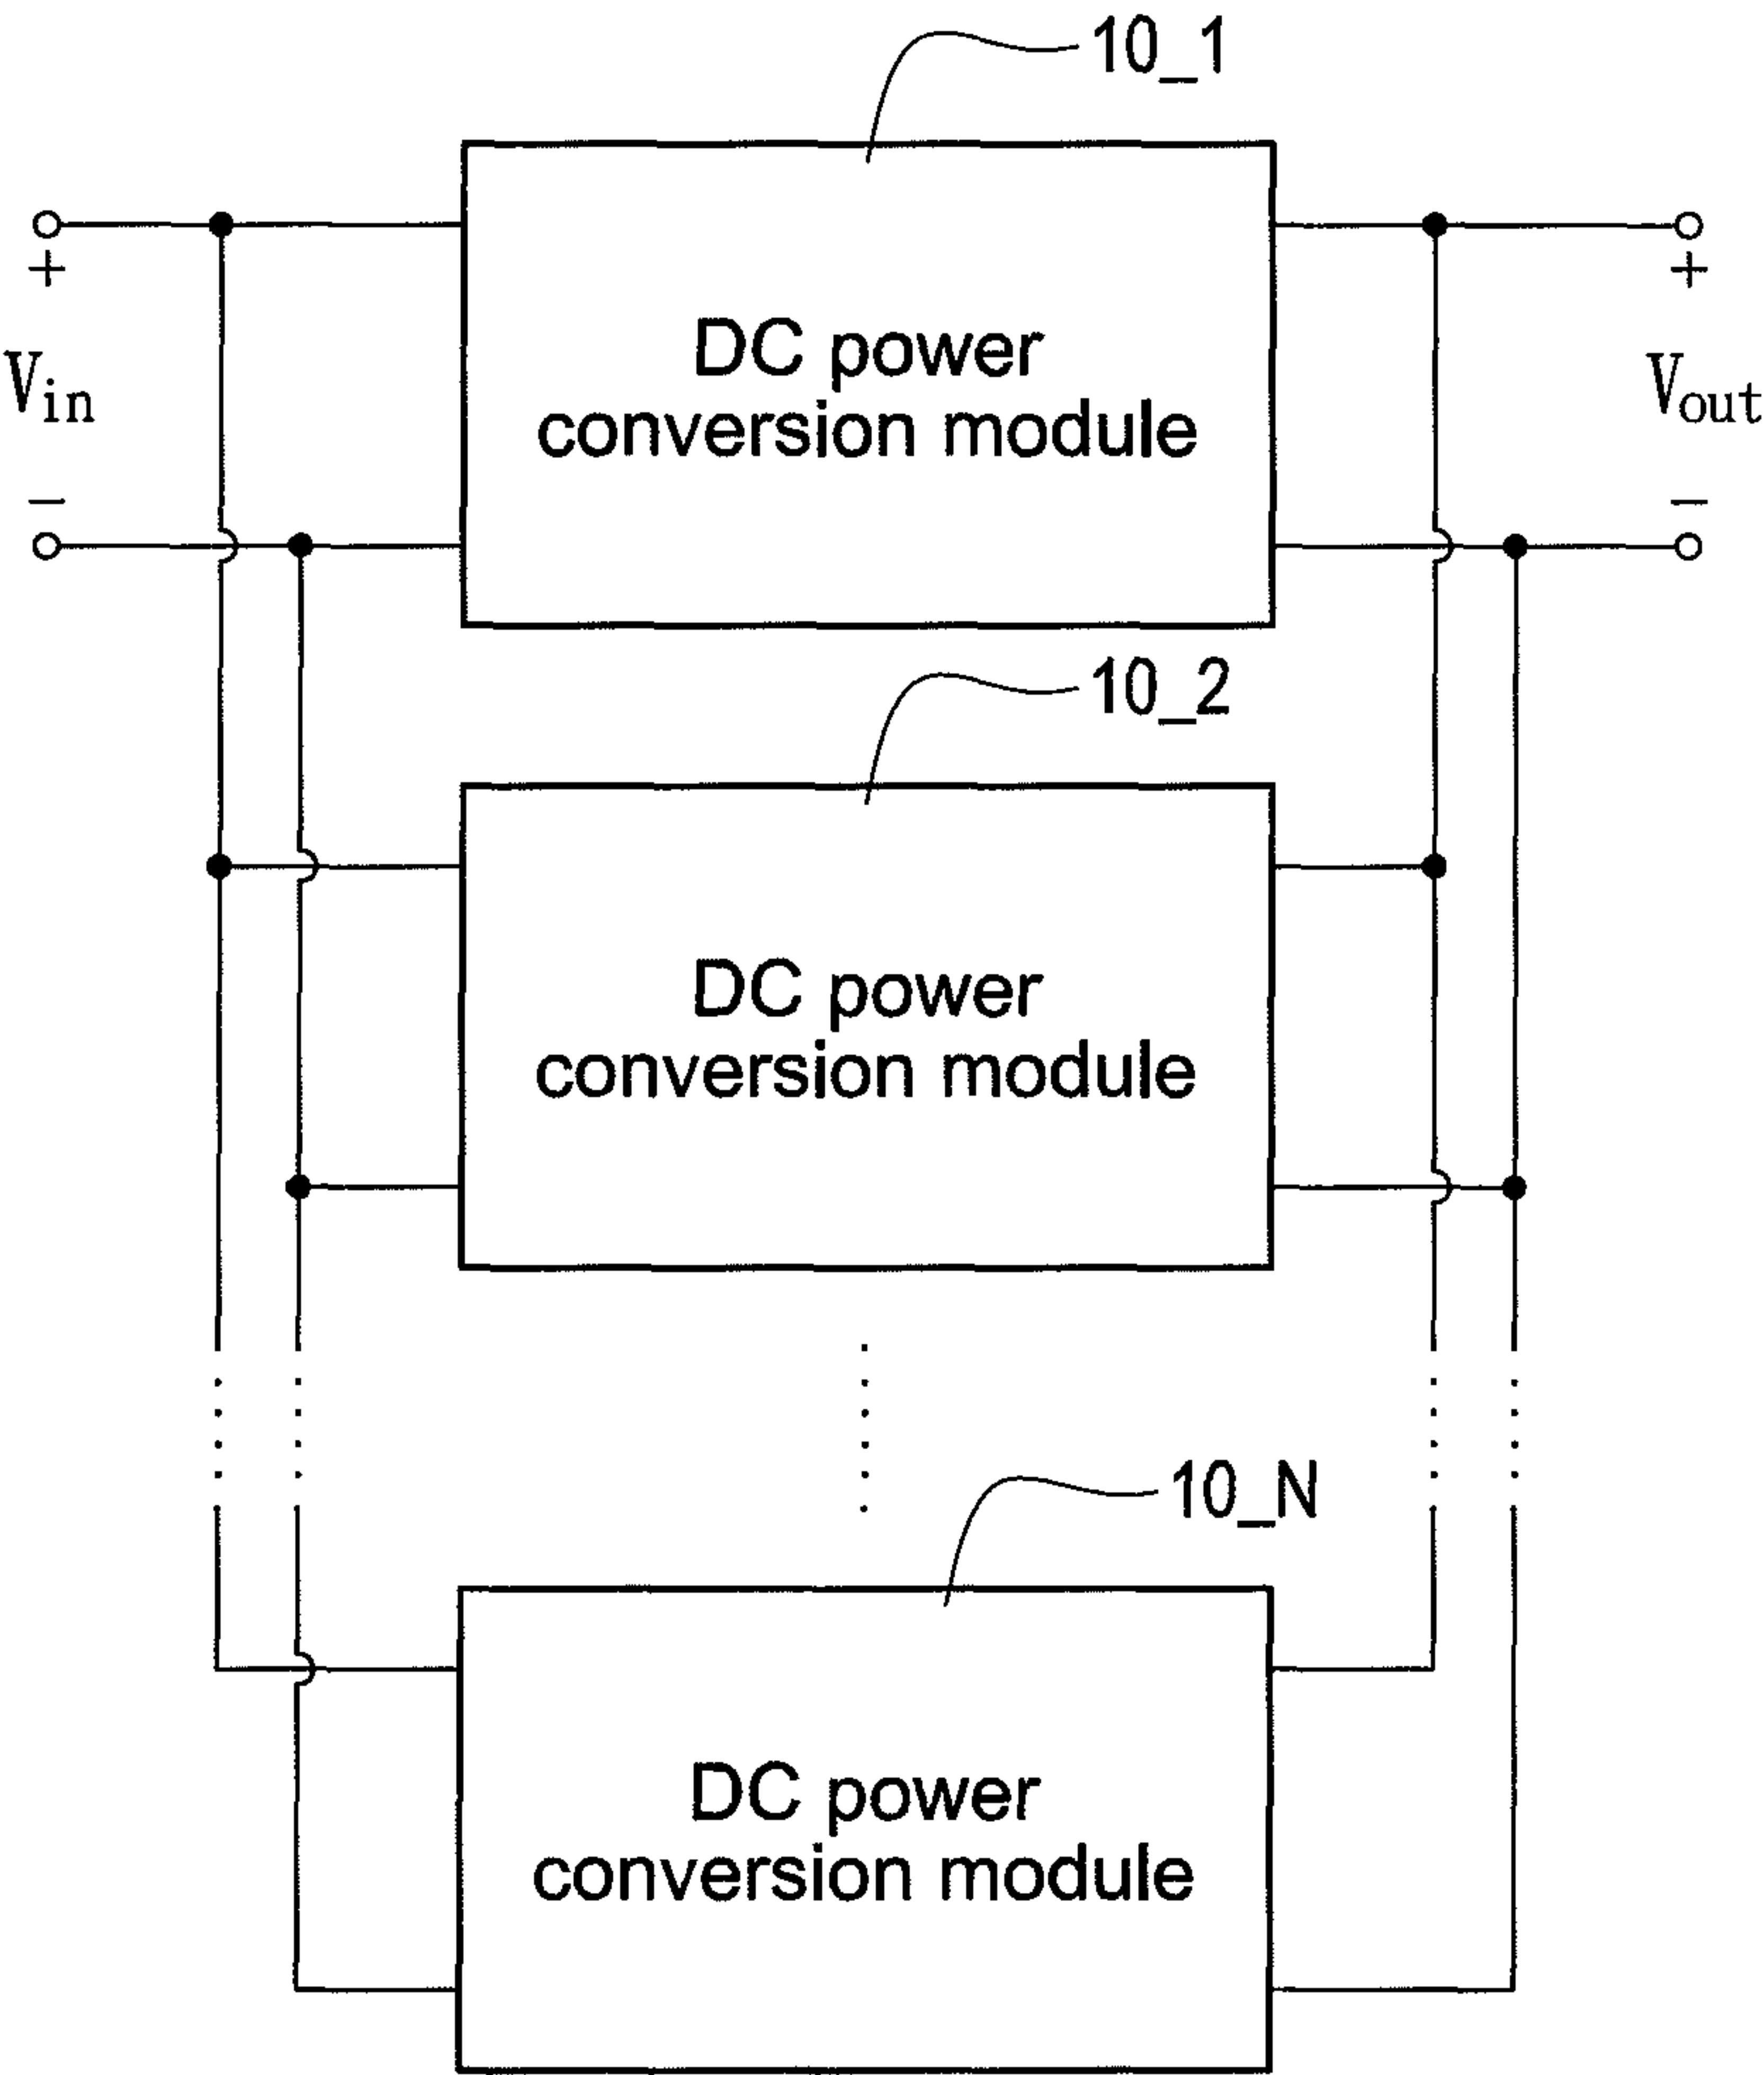 10_1
+
+
DC power
conversion module
Vin
Vout
−
−
10_2
DC power
conversion module
10_N
DC power
conversion module